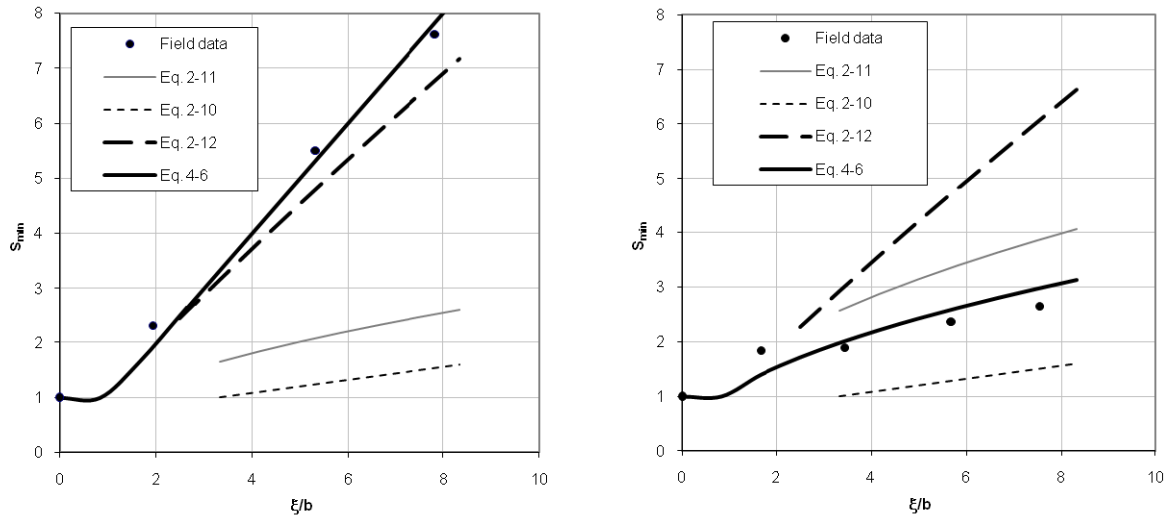 8
7
6
5
4
3
2
1
0
Smin
Field data
Eq. 2-11
Eq. 2-10
Eq. 2-12
Eq. 4-6
0 2 4 6 8 10
ξ/b
8
7
6
5
4
3
2
1
0
Smin
Field data
Eq. 2-11
Eq. 2-10
Eq. 2-12
Eq. 4-6
0 2 4 6 8 10
ξ/b